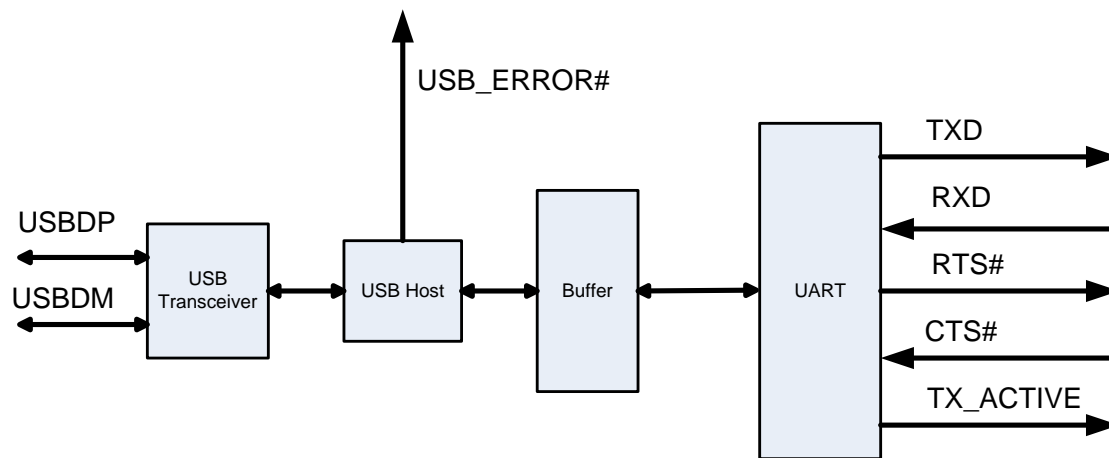 USB_ERROR#
TXD
RXD
USBDP
USB
Transceiver
USBDM
USB Host
Buffer
UART
RTS#
CTS#
TX_ACTIVE